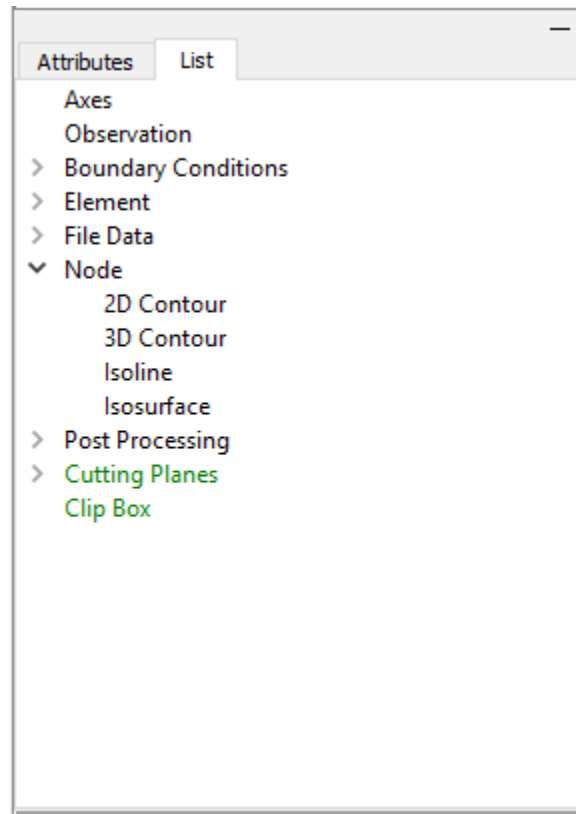 Attributes List
Axes
Observation
Boundary Conditions
Element
File Data
Node
2D Contour
3D Contour
Isoline
Isosurface
Post Processing
Cutting Planes
Clip Box